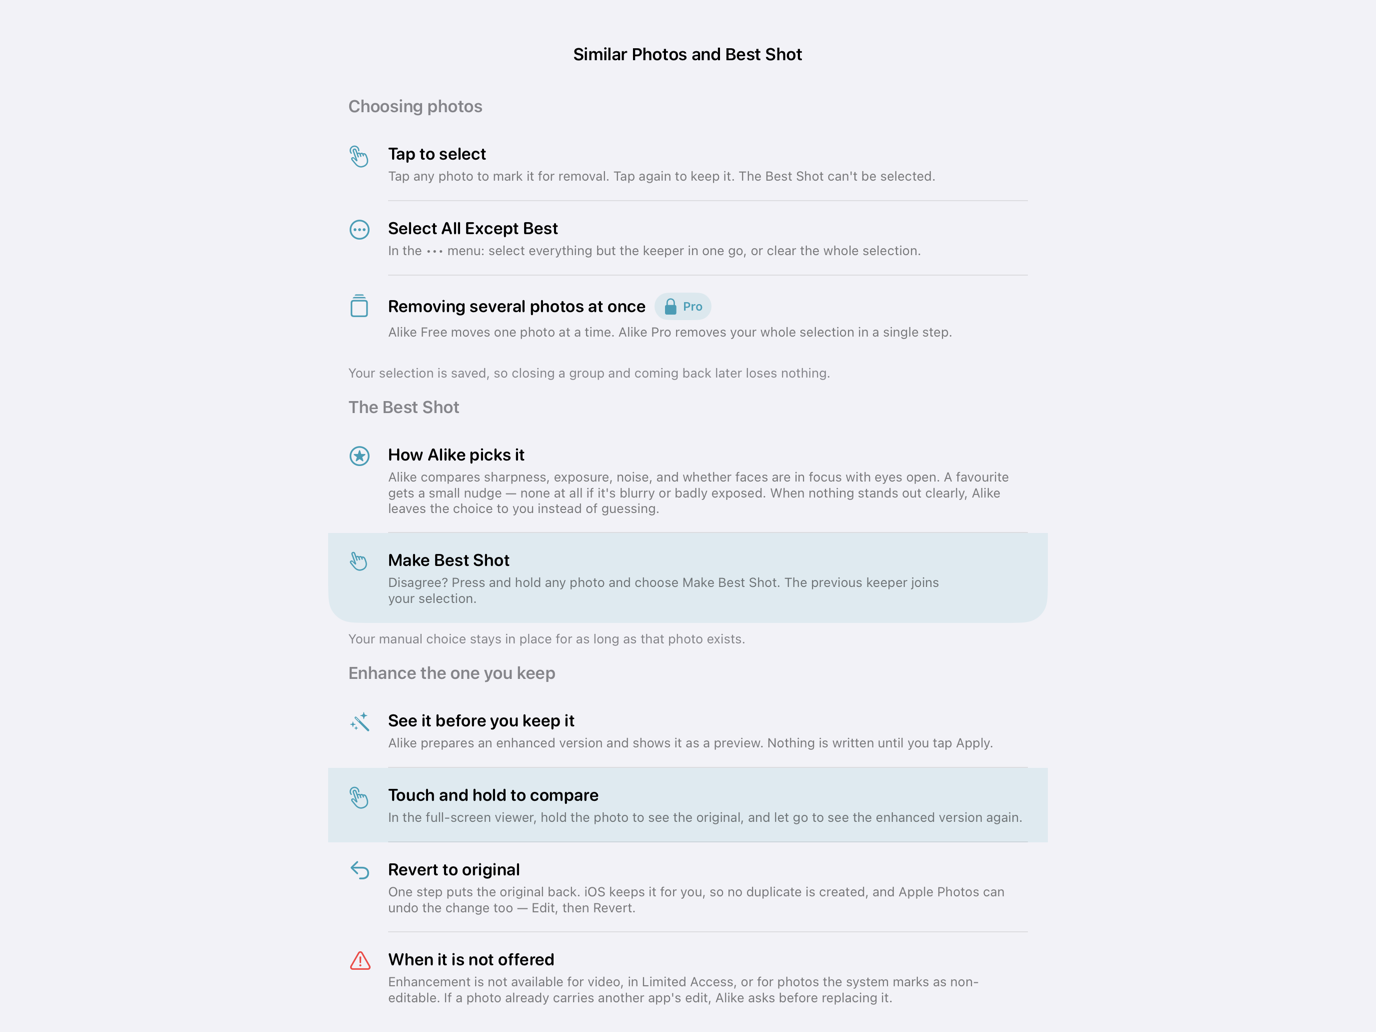 Similar Photos and Best Shot
Choosing photos
Tap to select
Tap any photo to mark it for removal. Tap again to keep it. The Best Shot can't be selected.
Select All Except Best
In the ••• menu: select everything but the keeper in one go, or clear the whole selection.
Removing several photos at once Pro
Alike Free moves one photo at a time. Alike Pro removes your whole selection in a single step.
Your selection is saved, so closing a group and coming back later loses nothing.
The Best Shot
How Alike picks it
Alike compares sharpness, exposure, noise, and whether faces are in focus with eyes open. A favourite
gets a small nudge — none at all if it's blurry or badly exposed. When nothing stands out clearly, Alike
leaves the choice to you instead of guessing.
Make Best Shot
Disagree? Press and hold any photo and choose Make Best Shot. The previous keeper joins
your selection.
Your manual choice stays in place for as long as that photo exists.
Enhance the one you keep
See it before you keep it
Alike prepares an enhanced version and shows it as a preview. Nothing is written until you tap Apply.
Touch and hold to compare
In the full-screen viewer, hold the photo to see the original, and let go to see the enhanced version again.
Revert to original
One step puts the original back. iOS keeps it for you, so no duplicate is created, and Apple Photos can
undo the change too — Edit, then Revert.
When it is not offered
Enhancement is not available for video, in Limited Access, or for photos the system marks as non-
editable. If a photo already carries another app's edit, Alike asks before replacing it.